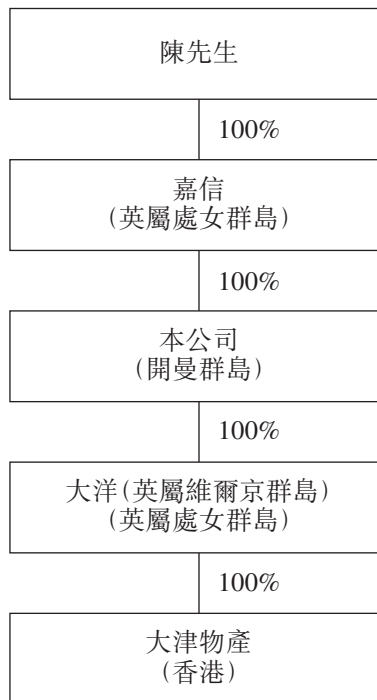 陳先生
100%
嘉信
(英屬處女群島)
100%
本公司
(開曼群島)
100%
大洋(英屬維爾京群島)
(英屬處女群島)
100%
大津物產
(香港)